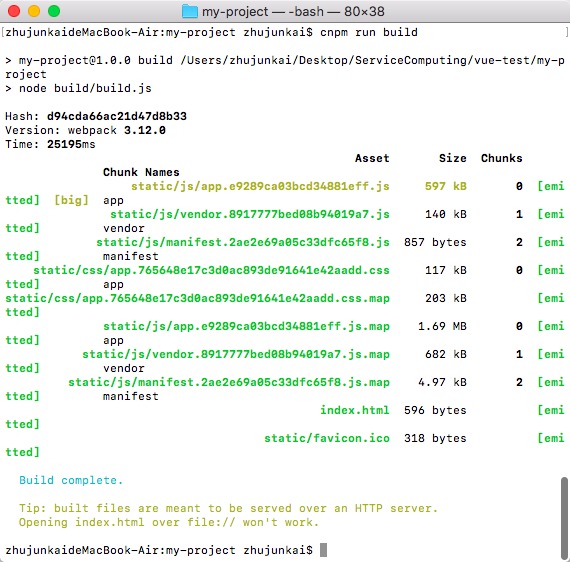 my-project — -bash — 80×38
[zhujunkaideMacBook-Air:my-project zhujunkai$ cnpm run build ]
> my-project@1.0.0 build /Users/zhujunkai/Desktop/ServiceComputing/vue-test/my-p
roject
> node build/build.js
Hash: d94cda66ac21d47d8b33
Version: webpack 3.12.0
Time: 25195ms
Asset Size Chunks
Chunk Names
static/js/app.e9289ca03bcd34881eff.js 597 kB 0 [emi
tted] [big] app
static/js/vendor.8917777bed08b94019a7.js 140 kB 1 [emi
tted] vendor
static/js/manifest.2ae2e69a05c33dfc65f8.js 857 bytes 2 [emi
tted] manifest
static/css/app.765648e17c3d0ac893de91641e42aadd.css 117 kB 0 [emi
tted] app
static/css/app.765648e17c3d0ac893de91641e42aadd.css.map 203 kB [emi
tted]
static/js/app.e9289ca03bcd34881eff.js.map 1.69 MB 0 [emi
tted] app
static/js/vendor.8917777bed08b94019a7.js.map 682 kB 1 [emi
tted] vendor
static/js/manifest.2ae2e69a05c33dfc65f8.js.map 4.97 kB 2 [emi
tted] manifest
index.html 596 bytes [emi
tted]
static/favicon.ico 318 bytes [emi
tted]
Build complete.
Tip: built files are meant to be served over an HTTP server.
Opening index.html over file:// won't work.
zhujunkaideMacBook-Air:my-project zhujunkai$